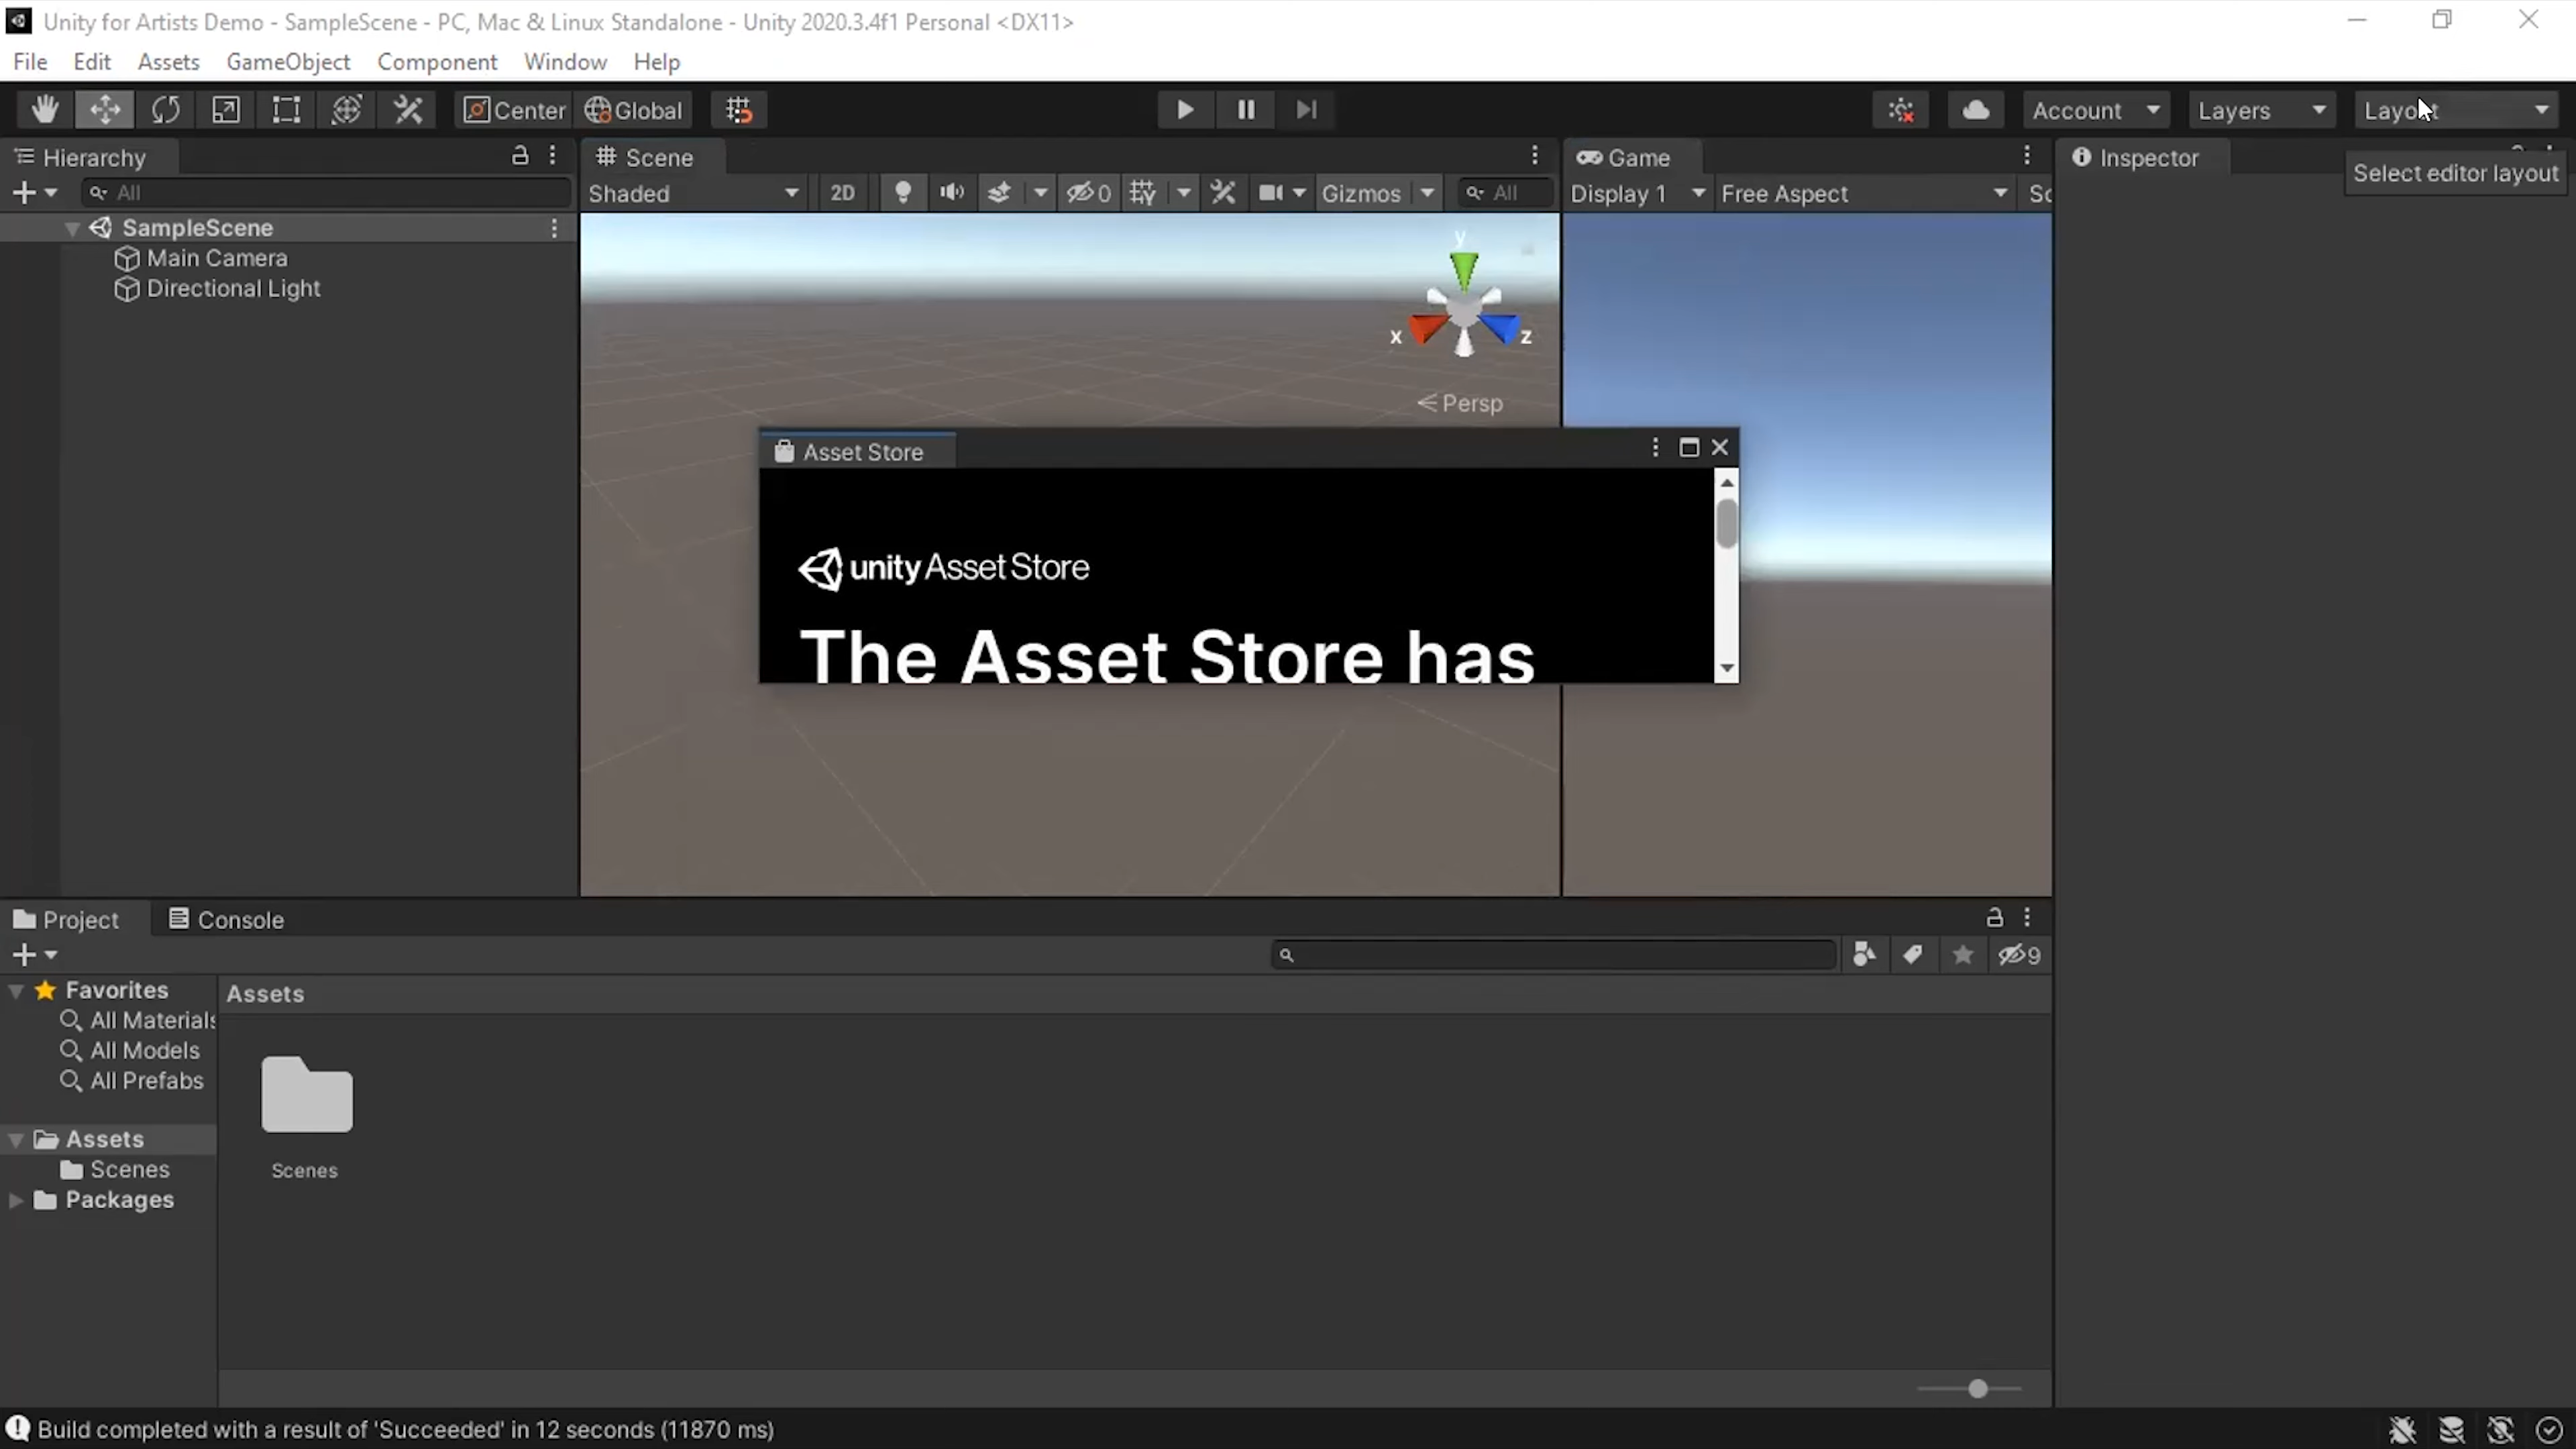 Unity for Artists Demo - SampleScene - PC, Mac & Linux Standalone - Unity 2020.3.4f1 Personal <DX11>
File Edit Assets GameObject Component Window Help
Center Global Account Layers Layout
Hierarchy Scene Game Inspector
Select editor layout
All Shaded 2D 0 Gizmos All Display 1 Free Aspect Sc
SampleScene
Main Camera
Directional Light
y
x z
Persp
Asset Store
unity Asset Store
The Asset Store has
Project Console
9
Favorites
All Materials
All Models
All Prefabs
Assets
Scenes
Packages
Assets
Scenes
Build completed with a result of 'Succeeded' in 12 seconds (11870 ms)